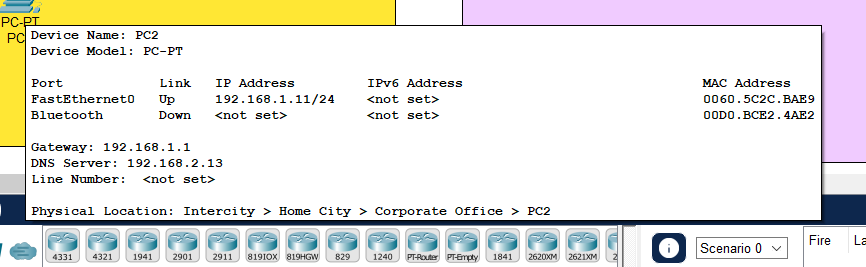 PC-PT
PC
Device Name: PC2
Device Model: PC-PT
Port Link IP Address IPv6 Address MAC Address
FastEthernet0 Up 192.168.1.11/24 <not set> 0060.5C2C.BAE9
Bluetooth Down <not set> <not set> 00D0.BCE2.4AE2
Gateway: 192.168.1.1
DNS Server: 192.168.2.13
Line Number: <not set>
Physical Location: Intercity > Home City > Corporate Office > PC2
4331 4321 1941 2901 2911 819IOX 819HGW 829 1240 PT-Router PT-Empty 1841 2620XM 2621XM 2
Scenario 0
Fire La